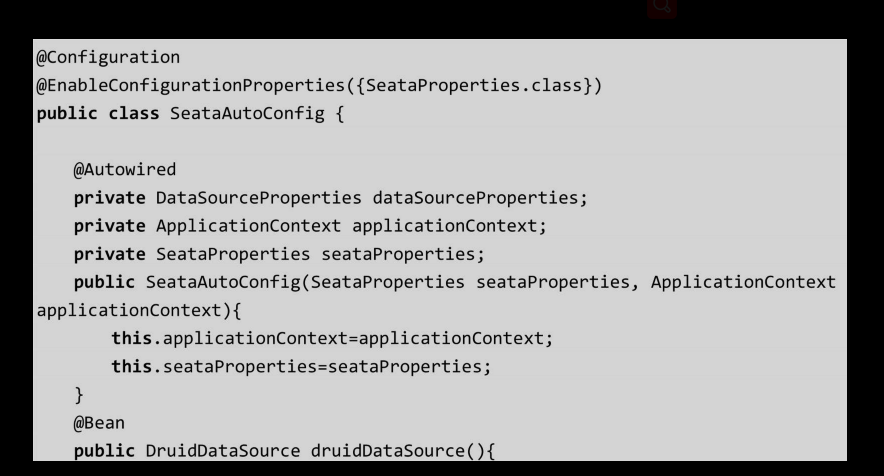 @Configuration
@EnableConfigurationProperties({SeataProperties.class})
public class SeataAutoConfig {
@Autowired
private DataSourceProperties dataSourceProperties;
private ApplicationContext applicationContext;
private SeataProperties seataProperties;
public SeataAutoConfig(SeataProperties seataProperties, ApplicationContext
applicationContext){
this.applicationContext=applicationContext;
this.seataProperties=seataProperties;
}
@Bean
public DruidDataSource druidDataSource(){